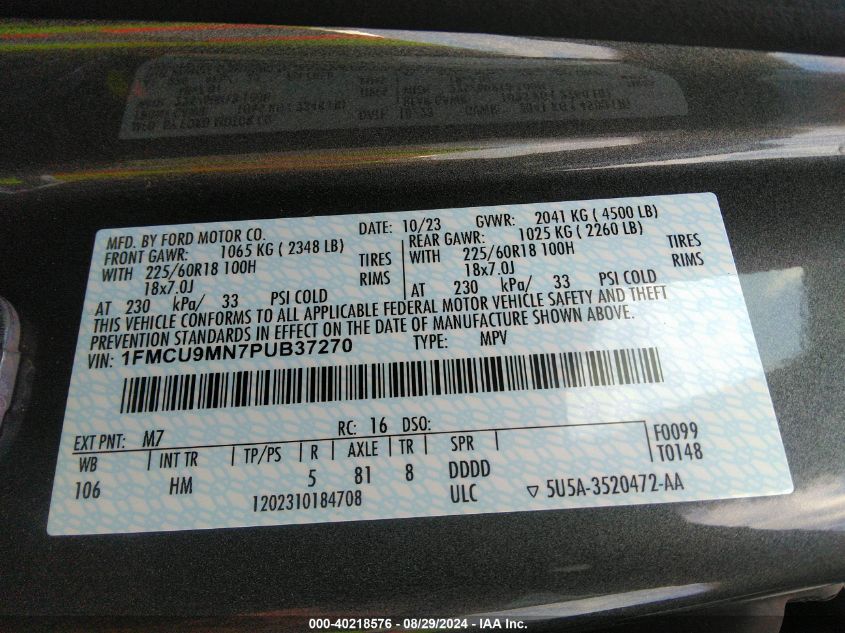 MFD. BY FORD MOTOR CO. DATE: 10/23 GVWR: 2041 KG ( 4500 LB)
FRONT GAWR: 1065 KG ( 2348 LB) REAR GAWR: 1025 KG ( 2260 LB)
WITH 225/60R18 100H TIRES WITH 225/60R18 100H TIRES
18x7.0J RIMS 18x7.0J RIMS
AT 230 kPa/ 33 PSI COLD AT 230 kPa/ 33 PSI COLD
THIS VEHICLE CONFORMS TO ALL APPLICABLE FEDERAL MOTOR VEHICLE SAFETY AND THEFT
PREVENTION STANDARDS IN EFFECT ON THE DATE OF MANUFACTURE SHOWN ABOVE.
VIN: 1FMCU9MN7PUB37270 TYPE: MPV
EXT PNT: M7 RC: 16 DSO: F0099
WB INT TR TP/PS R AXLE TR SPR T0148
106 HM 5 81 8 DDDD
1202310184708 ULC ▽ 5U5A-3520472-AA
000-40218576 - 08/29/2024 - IAA Inc.